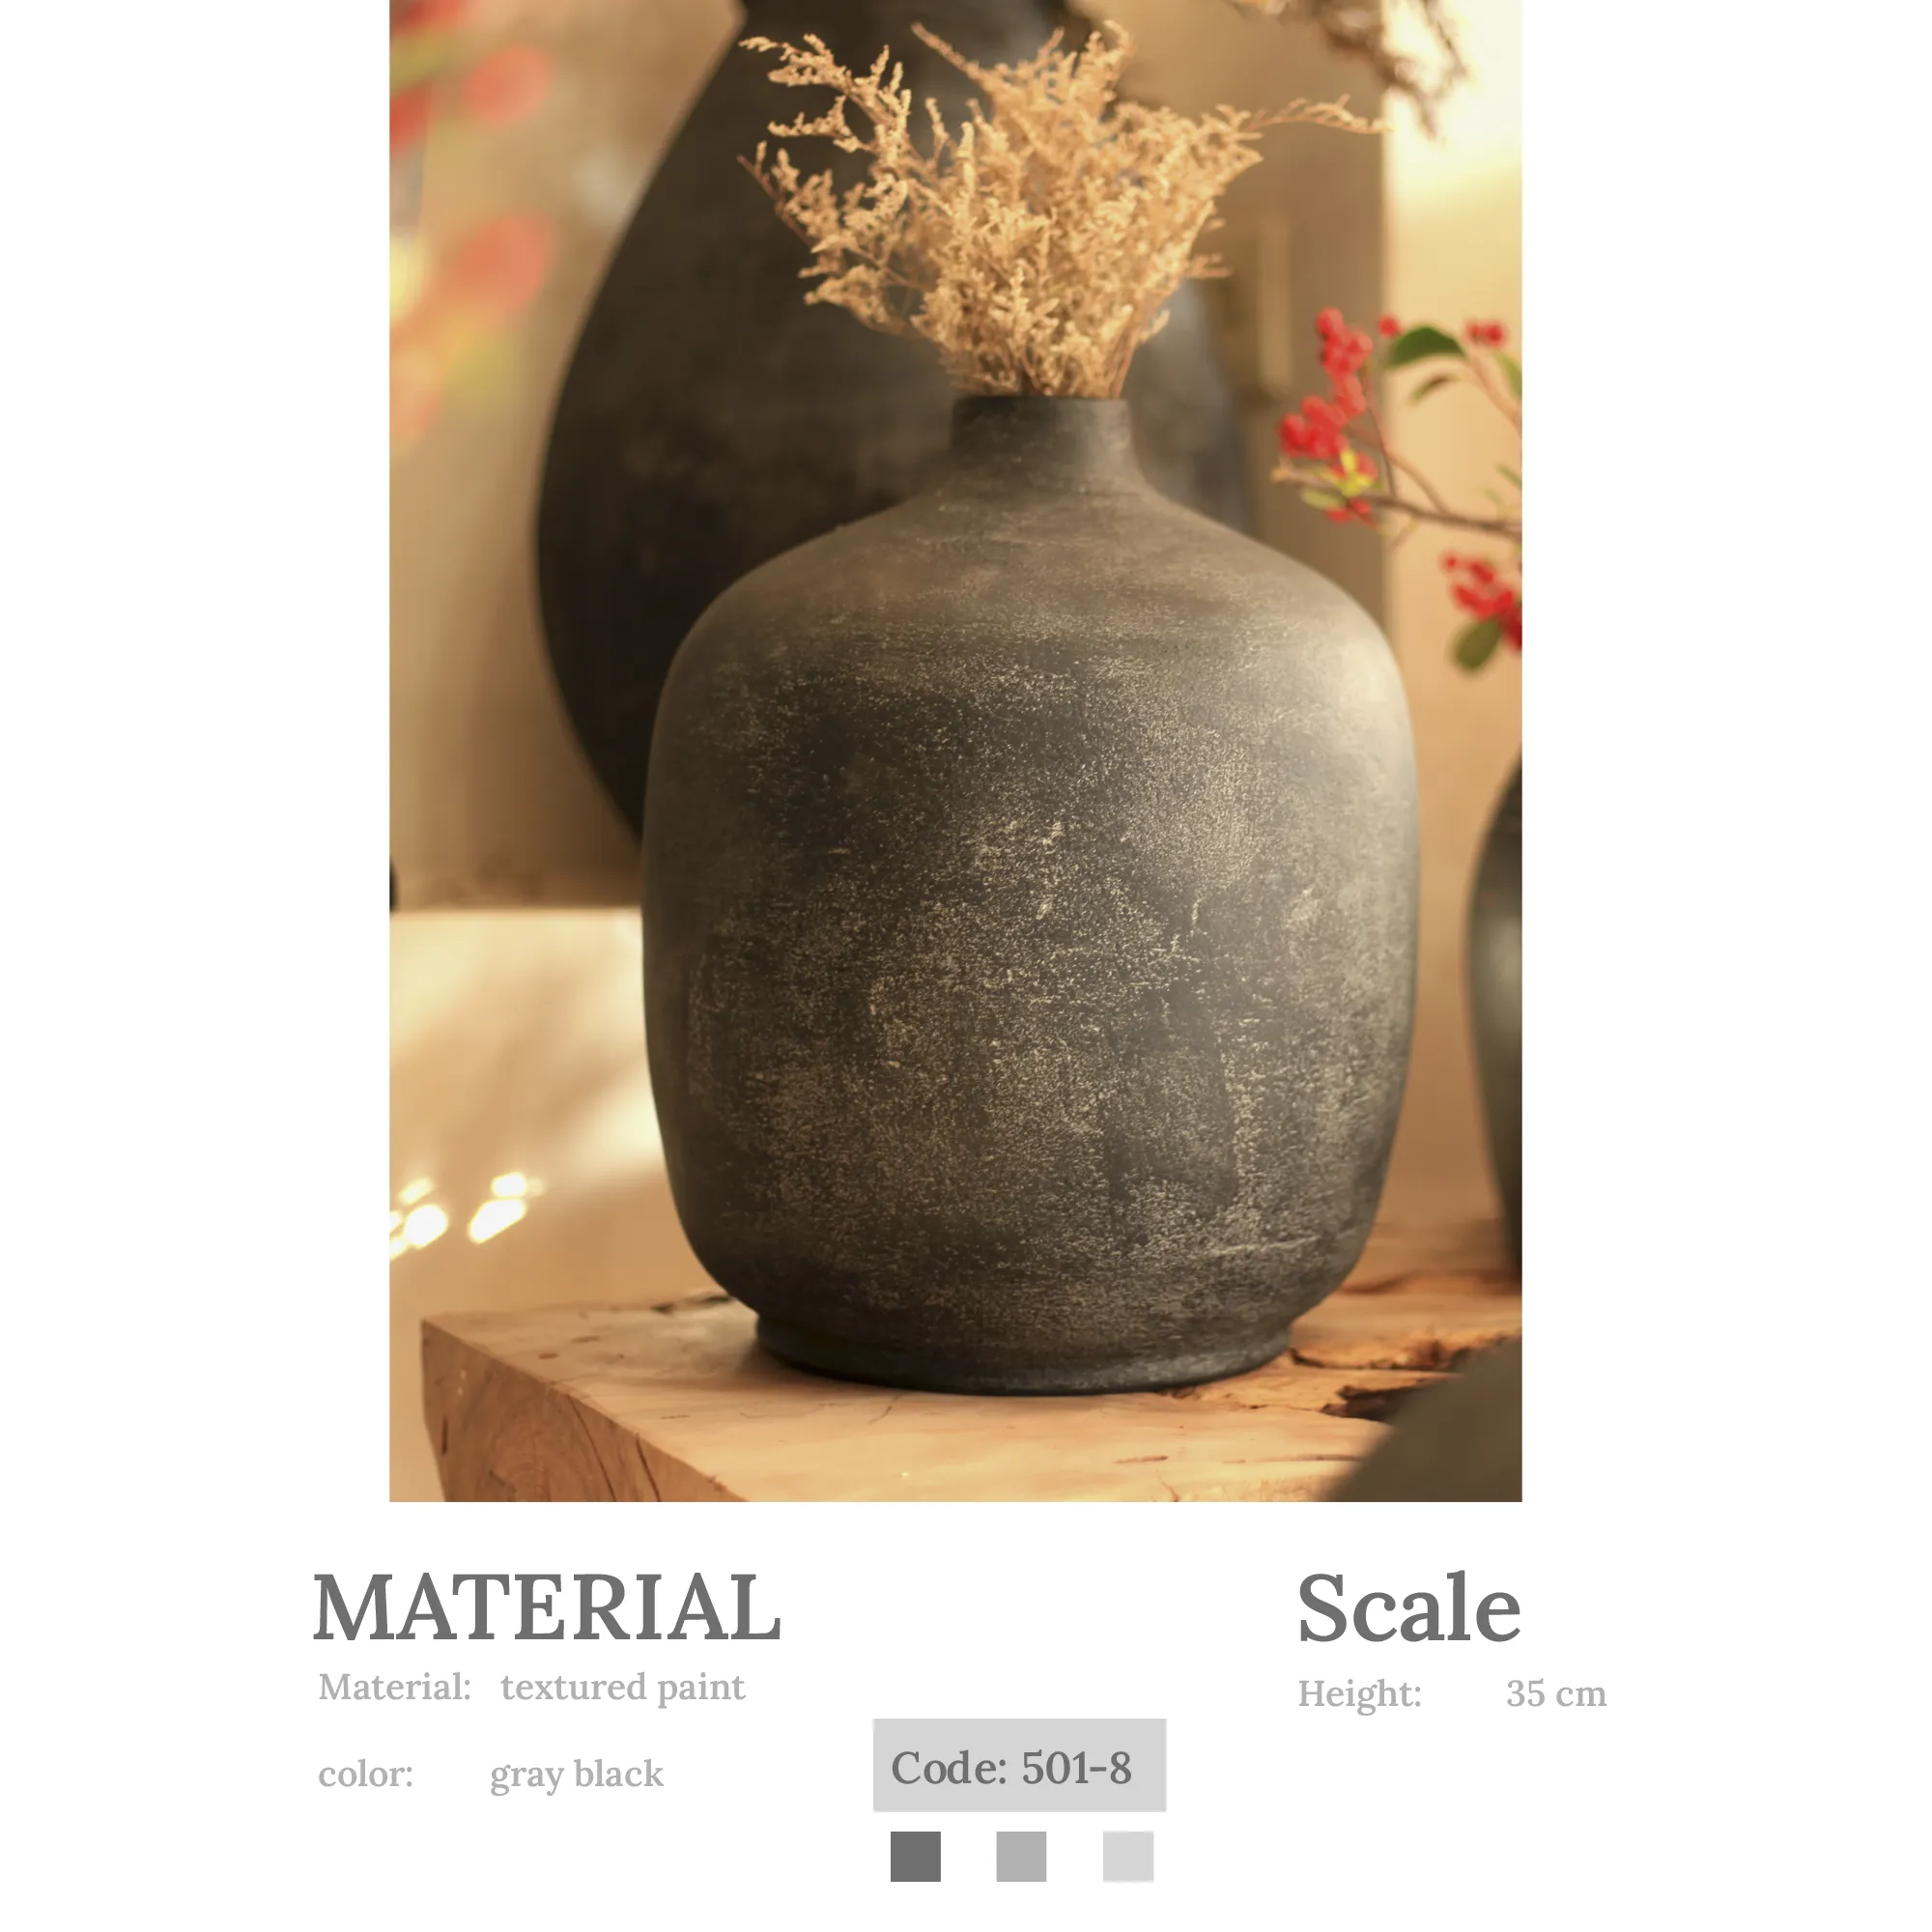 MATERIAL
Material: textured paint
color: gray black
Code: 501-8
Scale
Height: 35 cm